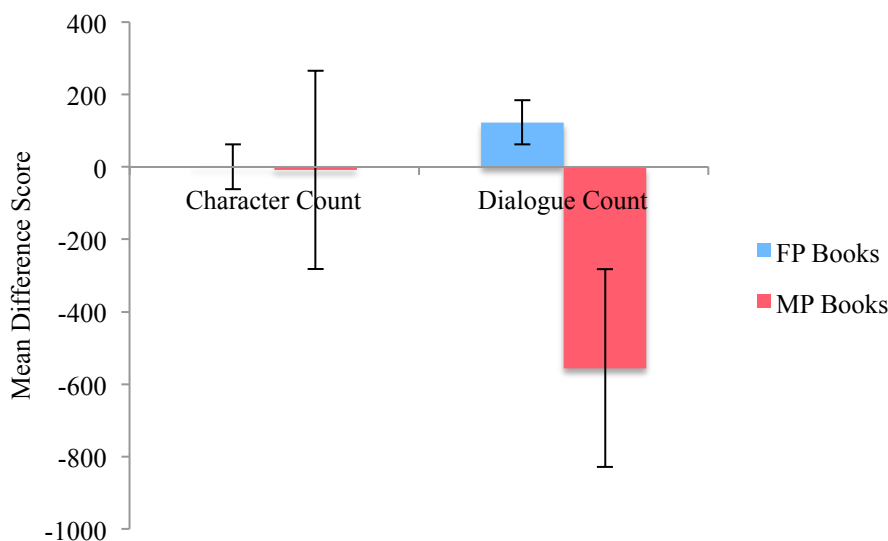 400
200
0
-200
-400
-600
-800
-1000
Mean Difference Score
Character Count
Dialogue Count
FP Books
MP Books